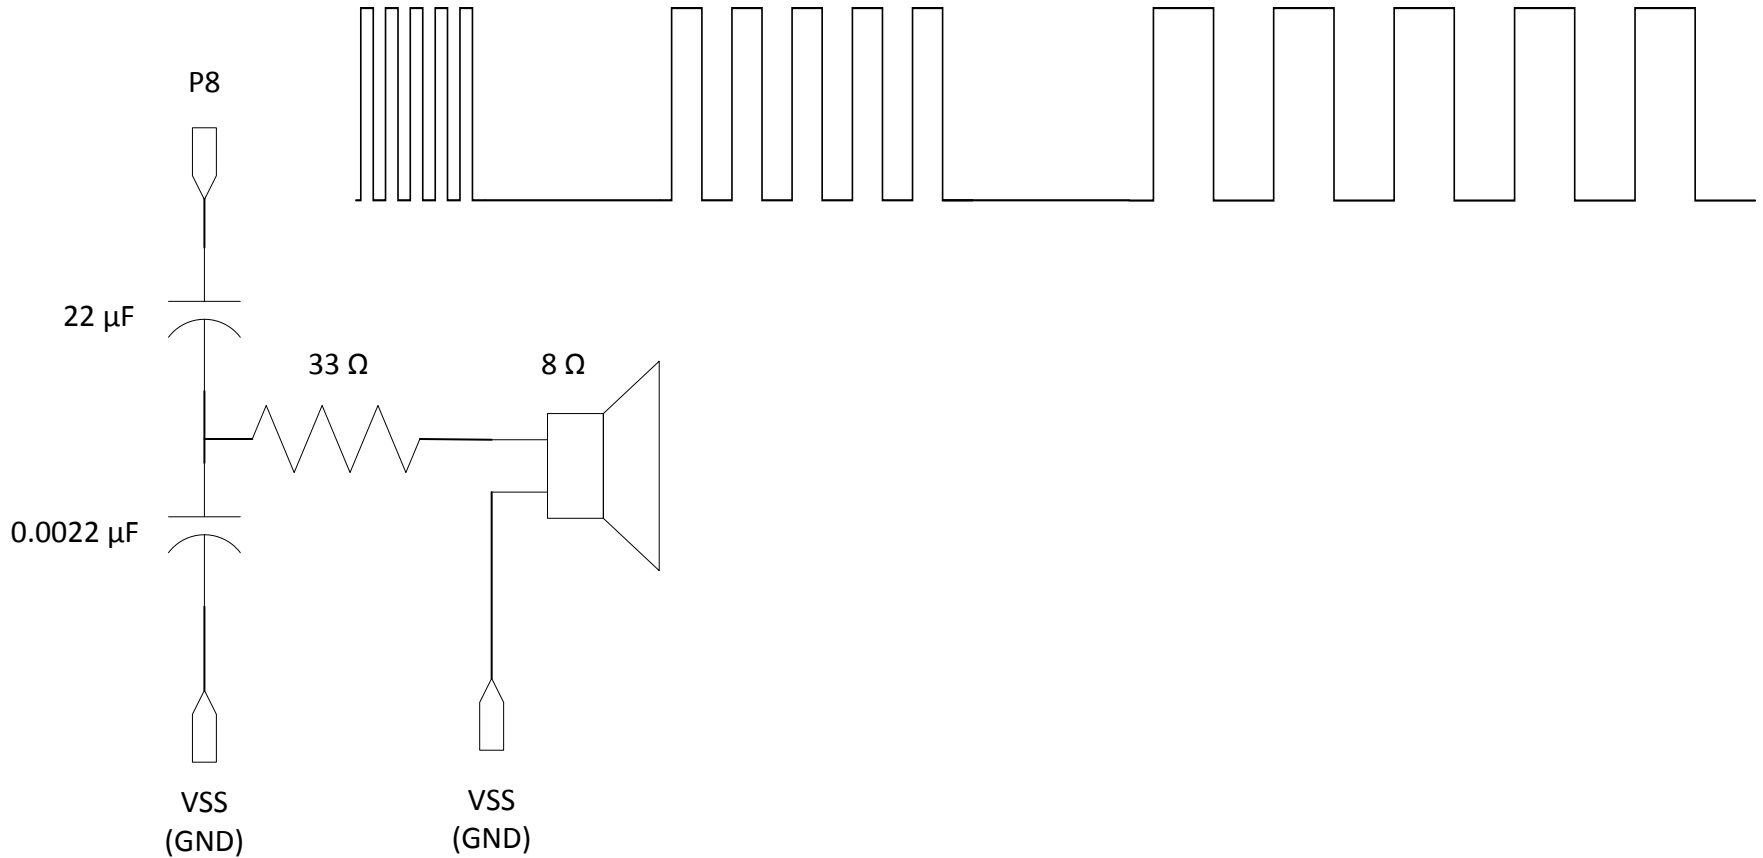 P8
22 µF
33 Ω
8 Ω
0.0022 µF
VSS
(GND)
VSS
(GND)